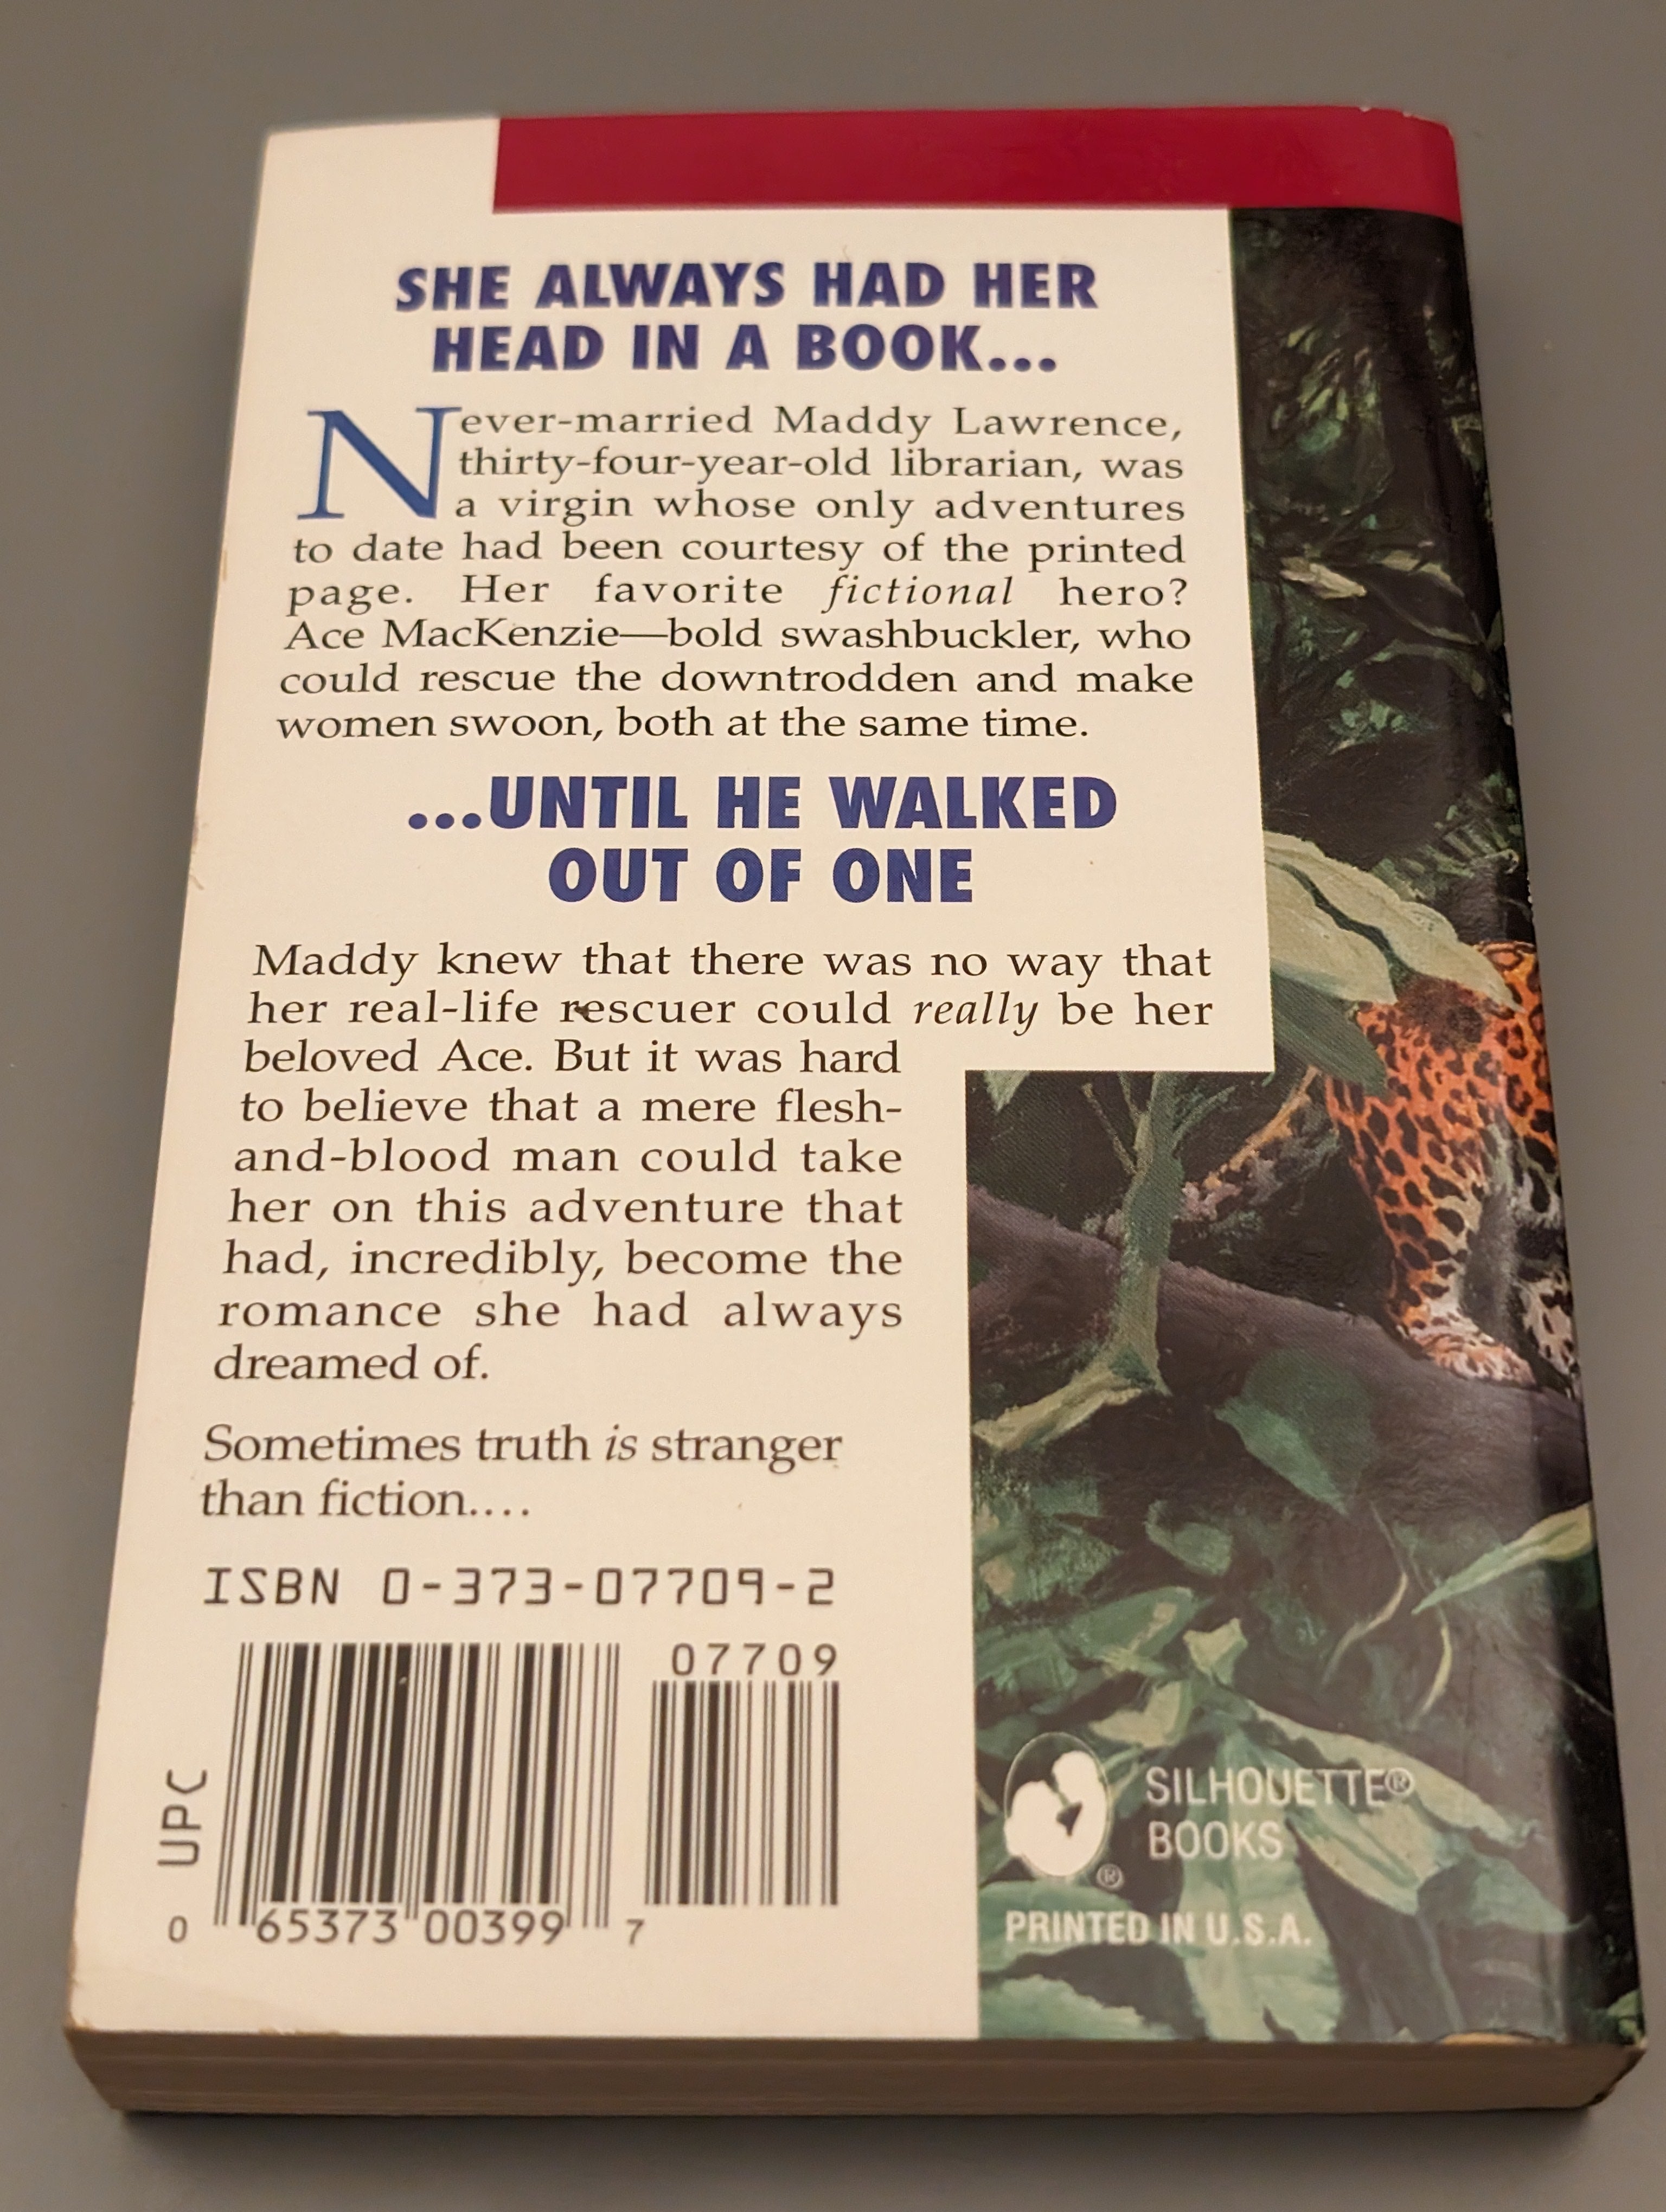 SHE ALWAYS HAD HER
HEAD IN A BOOK...
Never-married Maddy Lawrence,
thirty-four-year-old librarian, was
a virgin whose only adventures
to date had been courtesy of the printed
page. Her favorite fictional hero?
Ace MacKenzie—bold swashbuckler, who
could rescue the downtrodden and make
women swoon, both at the same time.
...UNTIL HE WALKED
OUT OF ONE
Maddy knew that there was no way that
her real-life rescuer could really be her
beloved Ace. But it was hard
to believe that a mere flesh-
and-blood man could take
her on this adventure that
had, incredibly, become the
romance she had always
dreamed of.
Sometimes truth is stranger
than fiction....
ISBN 0-373-07709-2
07709
UPC
0 65373 00399 7
SILHOUETTE®
BOOKS
®
PRINTED IN U.S.A.